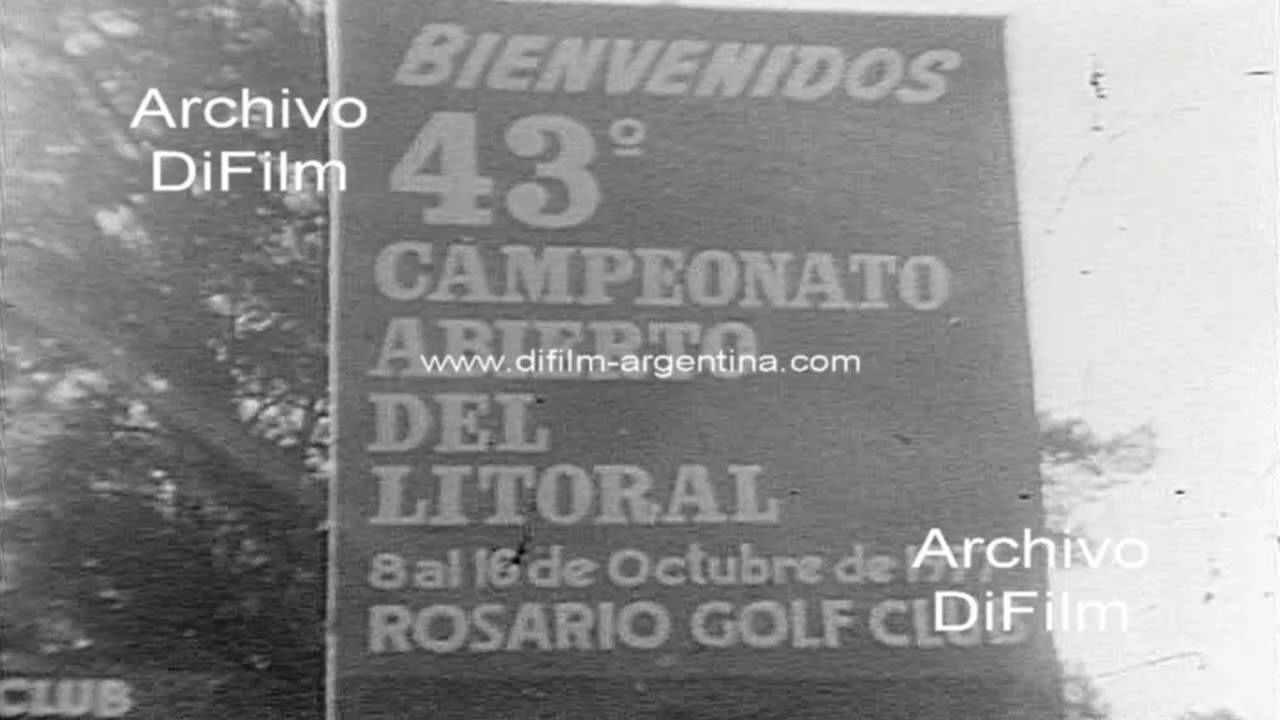 BIENVENIDOS
43º
CAMPEONATO
ABIERTO
DEL
LITORAL
8 al 16 de Octubre de
ROSARIO GOLF CLUB
CLUB
Archivo
DiFilm
www.difilm-argentina.com
Archivo
DiFilm